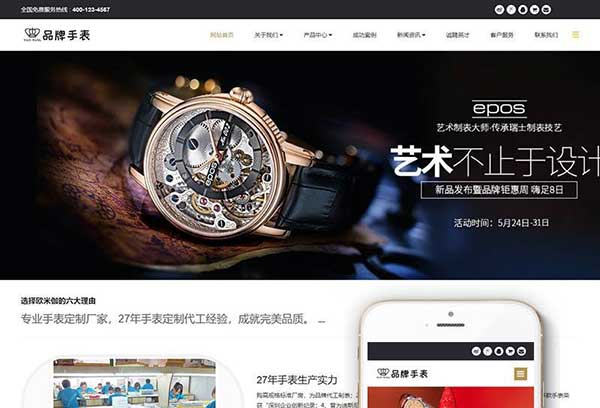 全国免费服务热线：400-123-4567
品牌手表
网站首页 关于我们 产品中心 成功案例 新闻资讯 诚聘英才 客户服务 联系我们
epos
艺术制表大师·传承瑞士制表技艺
艺术不止于设计
新品发布暨品牌钜惠周 嗨足8日
活动时间：5月24日-31日
epos
选择欧米伽的六大理由
专业手表定制厂家，27年手表定制代工经验，成就完美品质。 ...
27年手表生产实力
品牌手表